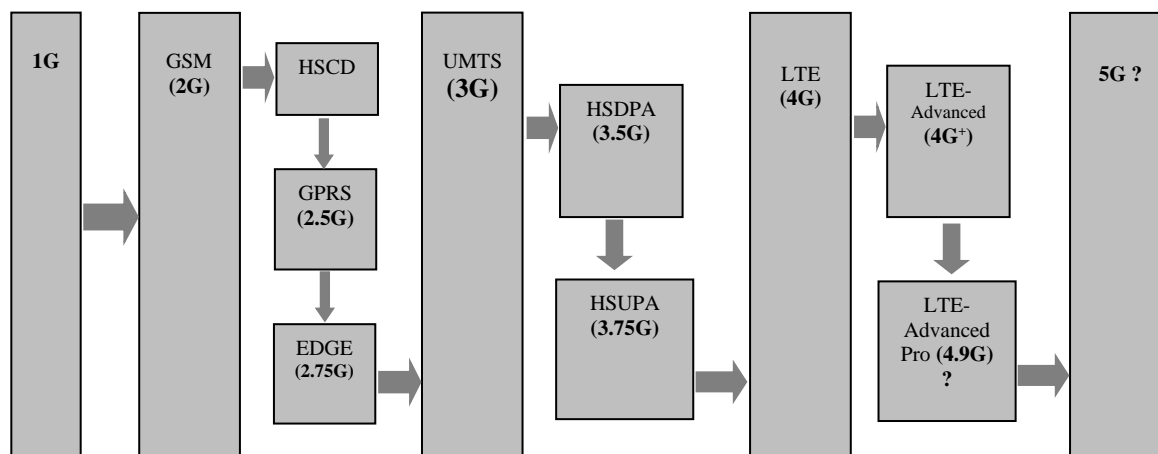 1G
GSM
(2G)
HSCD
GPRS
(2.5G)
EDGE
(2.75G)
UMTS
(3G)
HSDPA
(3.5G)
HSUPA
(3.75G)
LTE
(4G)
LTE-
Advanced
(4G⁺)
LTE-
Advanced
Pro (4.9G)
?
5G ?